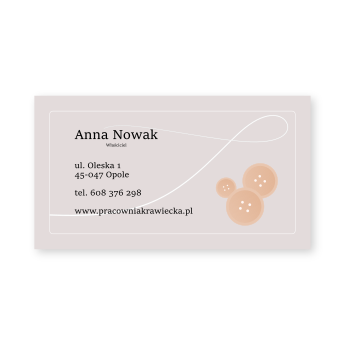 Anna Nowak
Właściciel
ul. Oleska 1
45-047 Opole
tel. 608 376 298
www.pracowniakrawiecka.pl